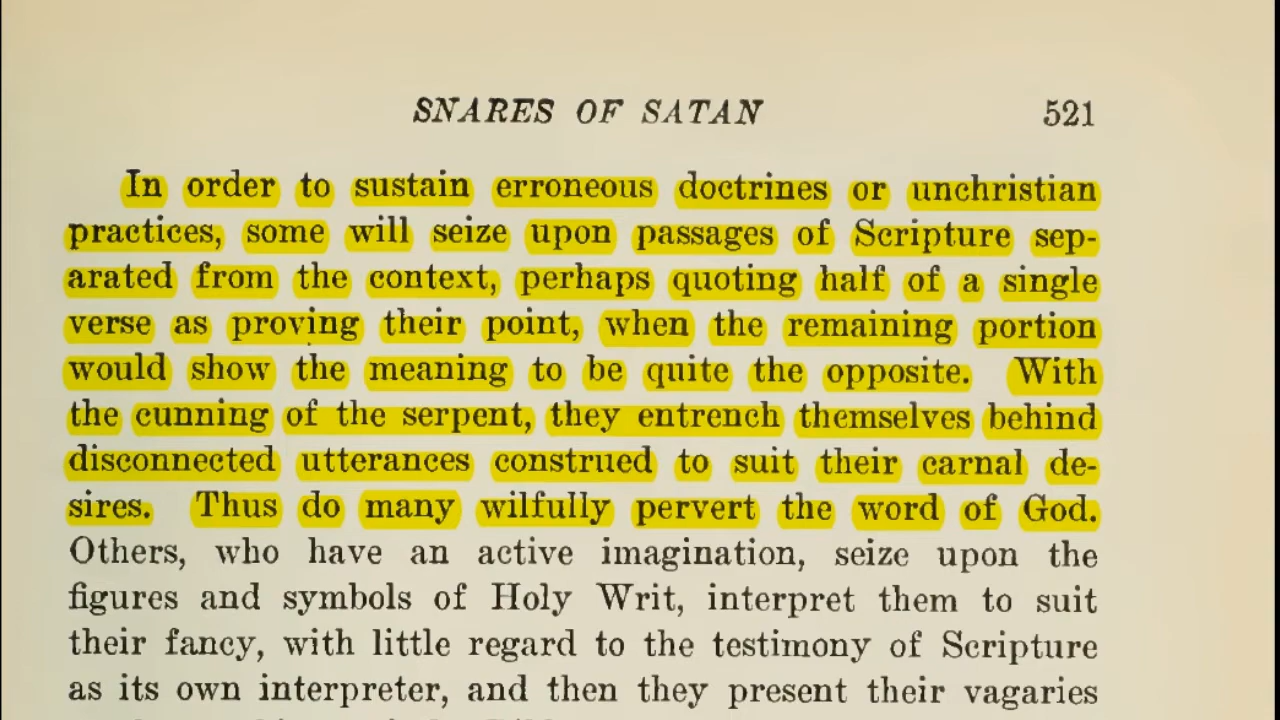 SNARES OF SATAN 521
In order to sustain erroneous doctrines or unchristian
practices, some will seize upon passages of Scripture sep-
arated from the context, perhaps quoting half of a single
verse as proving their point, when the remaining portion
would show the meaning to be quite the opposite. With
the cunning of the serpent, they entrench themselves behind
disconnected utterances construed to suit their carnal de-
sires. Thus do many wilfully pervert the word of God.
Others, who have an active imagination, seize upon the
figures and symbols of Holy Writ, interpret them to suit
their fancy, with little regard to the testimony of Scripture
as its own interpreter, and then they present their vagaries